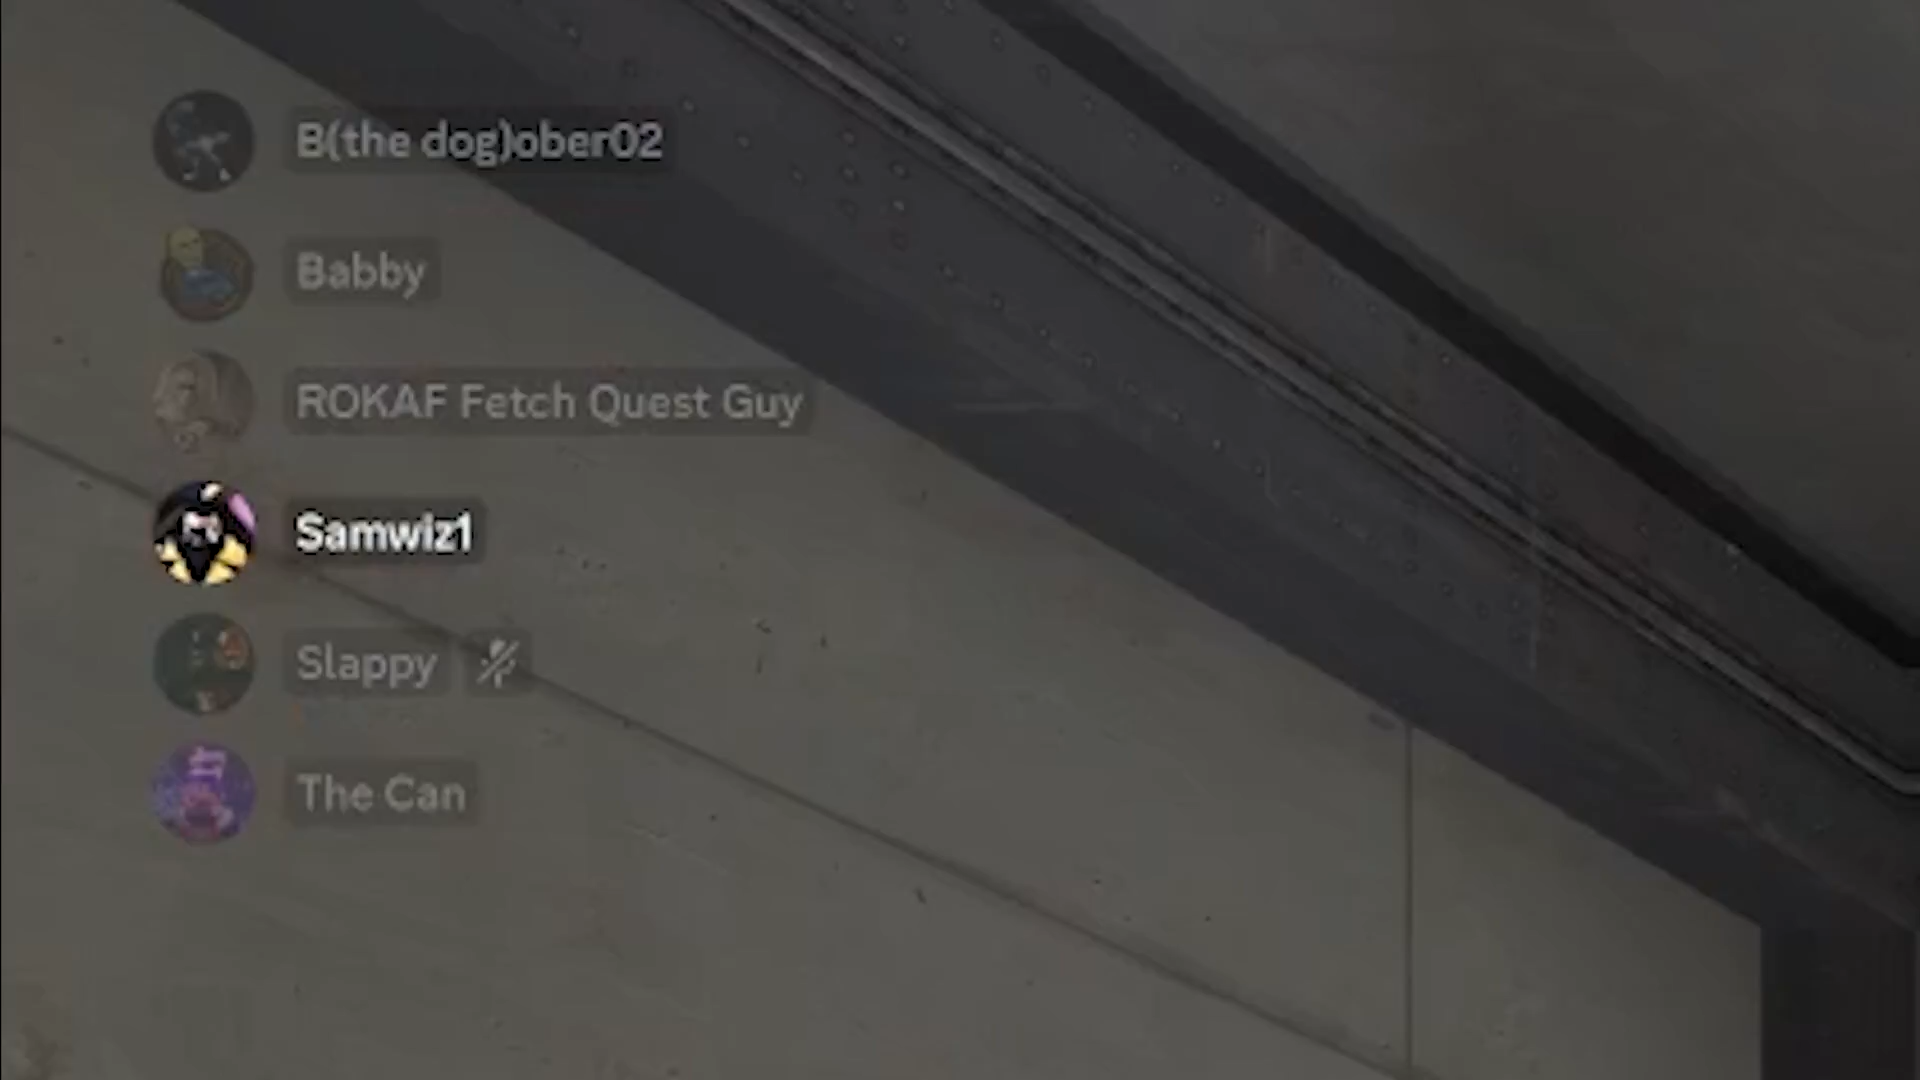 B(the dog)ober02
Babby
ROKAF Fetch Quest Guy
Samwiz1
Slappy
The Can